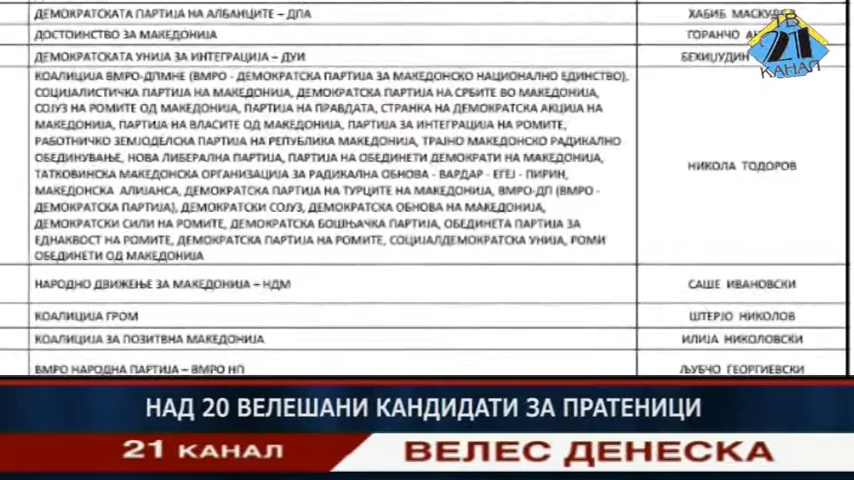 ДЕМОКРАТСКАТА ПАРТИЈА НА АЛБАНЦИТЕ – ДПА
ХАБИБ
ТВ
21
КАНАЛ
ДОСТОИНСТВО ЗА МАКЕДОНИЈА
ГОРАНЧО
ДЕМОКРАТСКАТА УНИЈА ЗА ИНТЕГРАЦИЈА – ДУИ
БЕХИЏУДИН
КОАЛИЦИЈА ВМРО-ДПМНЕ (ВМРО - ДЕМОКРАТСКА ПАРТИЈА ЗА МАКЕДОНСКО НАЦИОНАЛНО ЕДИНСТВО),
СОЦИЈАЛИСТИЧКА ПАРТИЈА НА МАКЕДОНИЈА, ДЕМОКРАТСКА ПАРТИЈА НА СРБИТЕ ВО МАКЕДОНИЈА,
СОЈУЗ НА РОМИТЕ ОД МАКЕДОНИЈА, ПАРТИЈА НА ПРАВДАТА, СТРАНКА НА ДЕМОКРАТСКА АКЦИЈА НА
МАКЕДОНИЈА, ПАРТИЈА НА ВЛАСИТЕ ОД МАКЕДОНИЈА, ПАРТИЈА ЗА ИНТЕГРАЦИЈА НА РОМИТЕ,
РАБОТНИЧКО ЗЕМЈОДЕЛСКА ПАРТИЈА НА РЕПУБЛИКА МАКЕДОНИЈА, ТРАЈНО МАКЕДОНСКО РАДИКАЛНО
ОБЕДИНУВАЊЕ, НОВА ЛИБЕРАЛНА ПАРТИЈА, ПАРТИЈА НА ОБЕДИНЕТИ ДЕМОКРАТИ НА МАКЕДОНИЈА,
ТАТКОВИНСКА МАКЕДОНСКА ОРГАНИЗАЦИЈА ЗА РАДИКАЛНА ОБНОВА - ВАРДАР - ЕГЕЈ - ПИРИН,
МАКЕДОНСКА АЛИЈАНСА, ДЕМОКРАТСКА ПАРТИЈА НА ТУРЦИТЕ НА МАКЕДОНИЈА, ВМРО-ДП (ВМРО -
ДЕМОКРАТСКА ПАРТИЈА), ДЕМОКРАТСКИ СОЈУЗ, ДЕМОКРАТСКА ОБНОВА НА МАКЕДОНИЈА,
ДЕМОКРАТСКИ СИЛИ НА РОМИТЕ, ДЕМОКРАТСКА БОШЊАЧКА ПАРТИЈА, ОБЕДИНЕТА ПАРТИЈА ЗА
ЕДНАКВОСТ НА РОМИТЕ, ДЕМОКРАТСКА ПАРТИЈА НА РОМИТЕ, СОЦИЈАЛДЕМОКРАТСКА УНИЈА, РОМИ
ОБЕДИНЕТИ ОД МАКЕДОНИЈА
НИКОЛА ТОДОРОВ
НАРОДНО ДВИЖЕЊЕ ЗА МАКЕДОНИЈА – НДМ
САШЕ ИВАНОВСКИ
КОАЛИЦИЈА ГРОМ
ШТЕРЈО НИКОЛОВ
КОАЛИЦИЈА ЗА ПОЗИТВНА МАКЕДОНИЈА
ИЛИЈА НИКОЛОВСКИ
ВМРО НАРОДНА ПАРТИЈА – ВМРО НП
ЉУБЧО ГЕОРГИЕВСКИ
НАД 20 ВЕЛЕШАНИ КАНДИДАТИ ЗА ПРАТЕНИЦИ
21 КАНАЛ
ВЕЛЕС ДЕНЕСКА